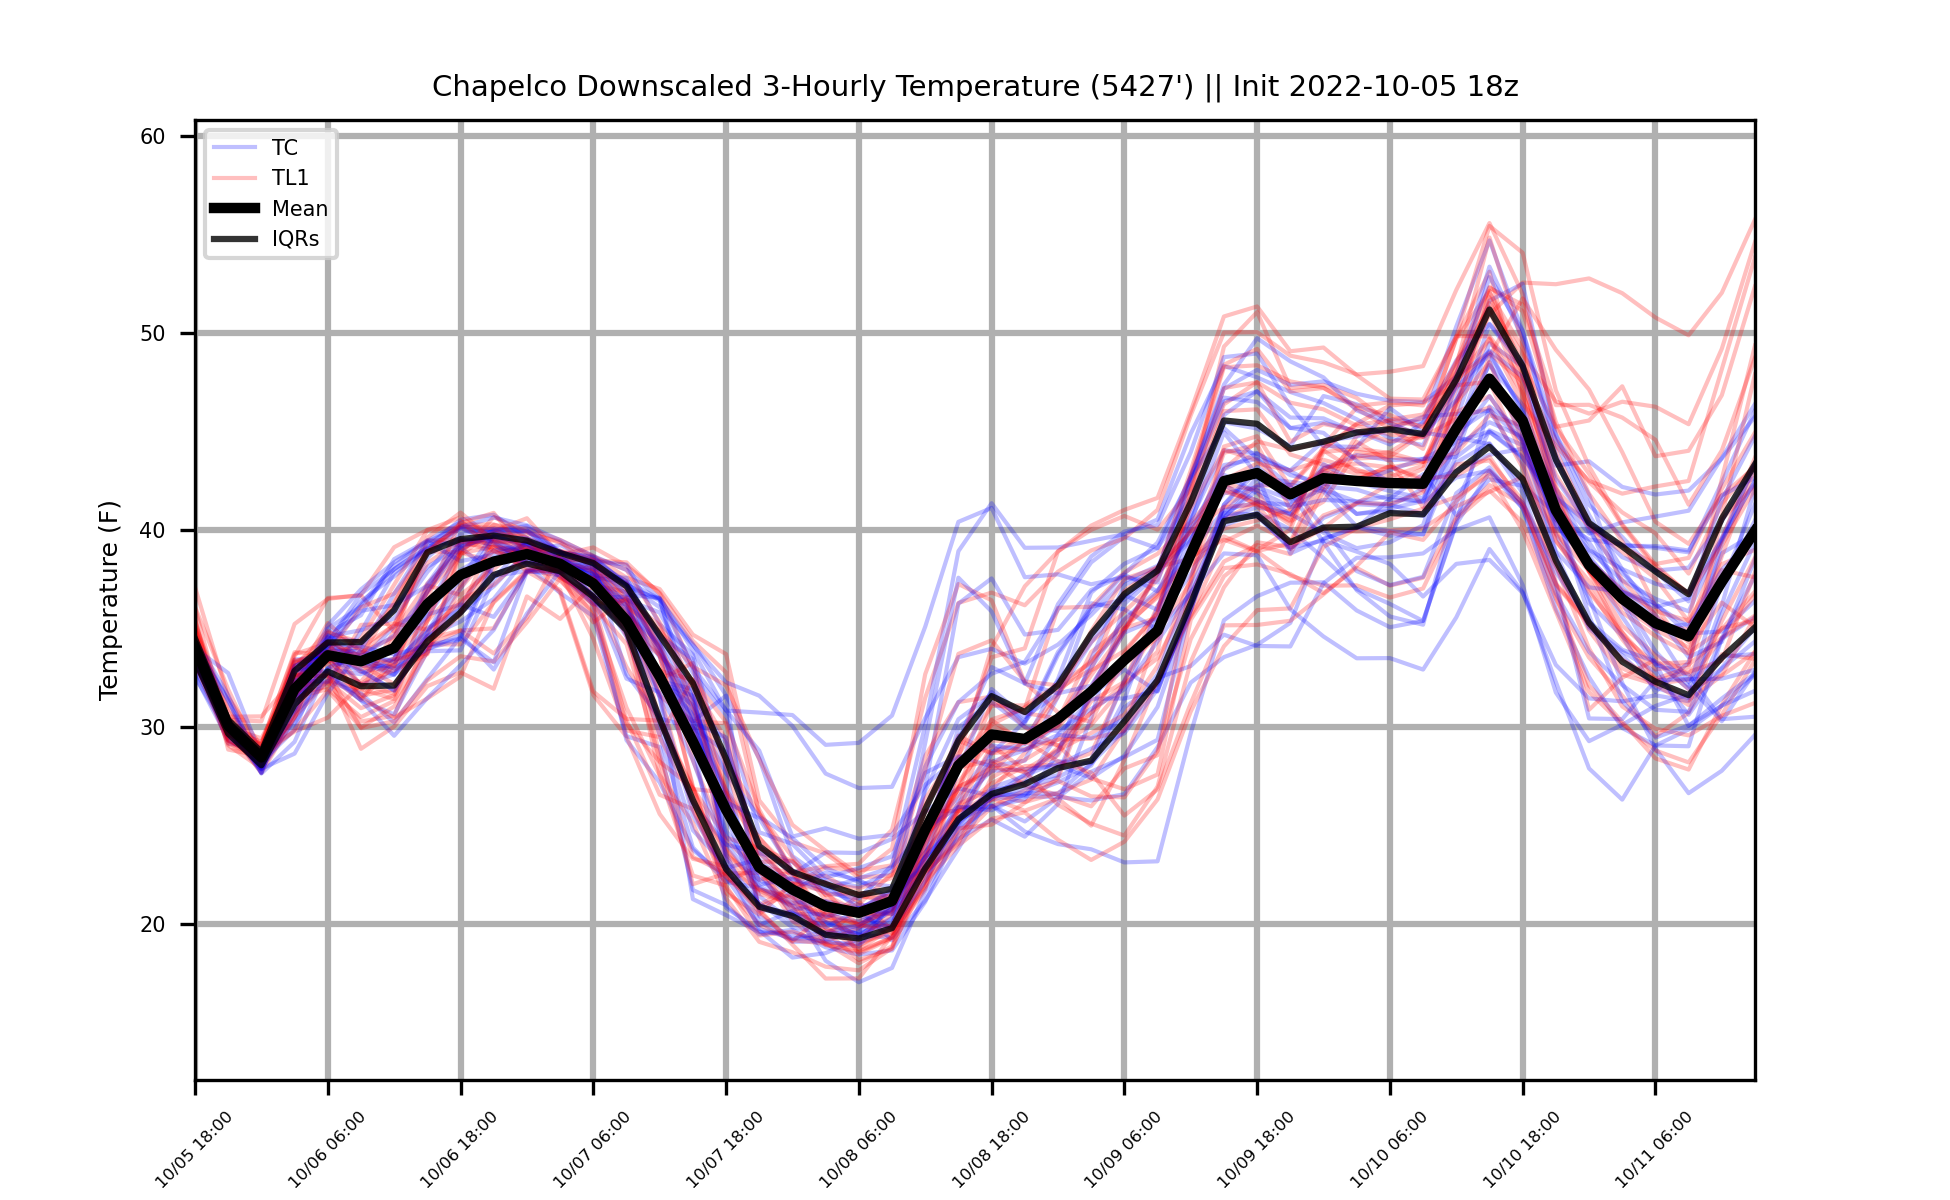 Chapelco Downscaled 3-Hourly Temperature (5427') || Init 2022-10-05 18z
TC
TL1
Mean
IQRs
Temperature (F)
60
50
40
30
20
10/05 18:00
10/06 06:00
10/06 18:00
10/07 06:00
10/07 18:00
10/08 06:00
10/08 18:00
10/09 06:00
10/09 18:00
10/10 06:00
10/10 18:00
10/11 06:00